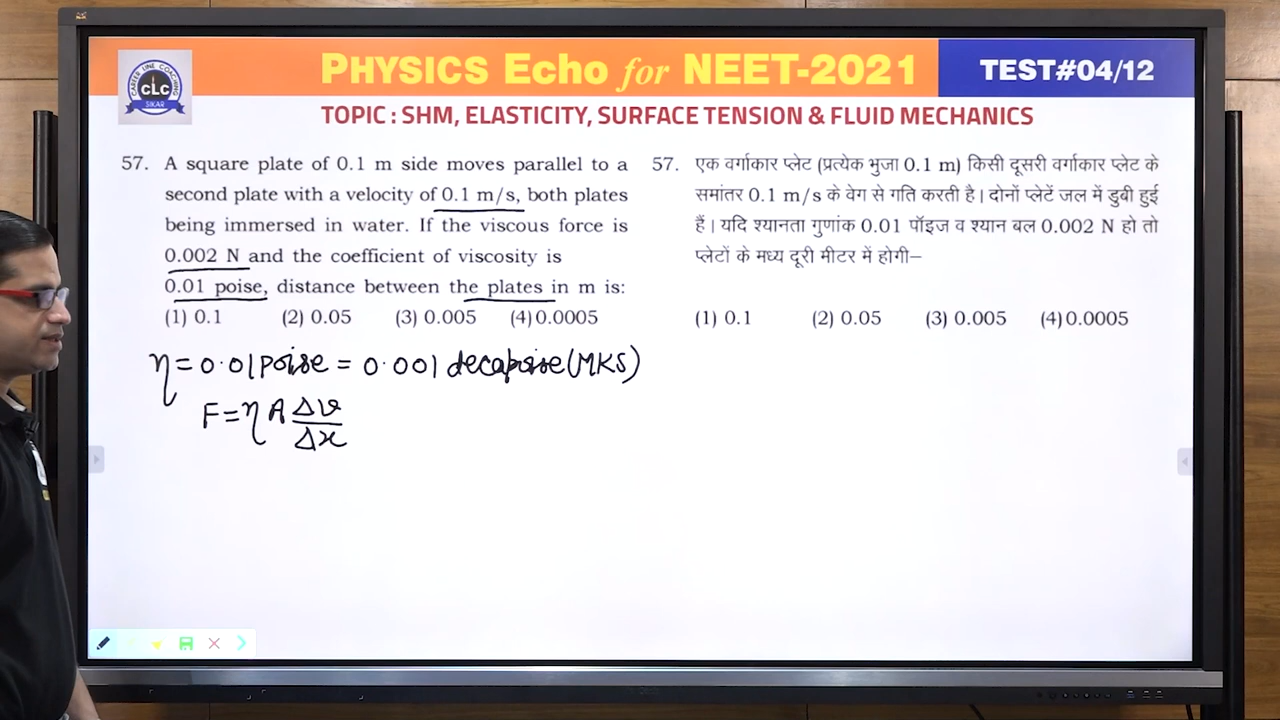 CAREER LINE COACHING
CLC
SIKAR
PHYSICS Echo for NEET-2021
TEST#04/12
TOPIC : SHM, ELASTICITY, SURFACE TENSION & FLUID MECHANICS
57. A square plate of 0.1 m side moves parallel to a
second plate with a velocity of 0.1 m/s, both plates
being immersed in water. If the viscous force is
0.002 N and the coefficient of viscosity is
0.01 poise, distance between the plates in m is:
(1) 0.1 (2) 0.05 (3) 0.005 (4) 0.0005
η = 0.01 poise = 0.001 decapoise (MKS)
F = η A Δv/Δx
57. एक वर्गाकार प्लेट (प्रत्येक भुजा 0.1 m) किसी दूसरी वर्गाकार प्लेट के
समांतर 0.1 m/s के वेग से गति करती है। दोनों प्लेटें जल में डुबी हुई
हैं। यदि श्यानता गुणांक 0.01 पॉइज व श्यान बल 0.002 N हो तो
प्लेटों के मध्य दूरी मीटर में होगी–
(1) 0.1 (2) 0.05 (3) 0.005 (4) 0.0005